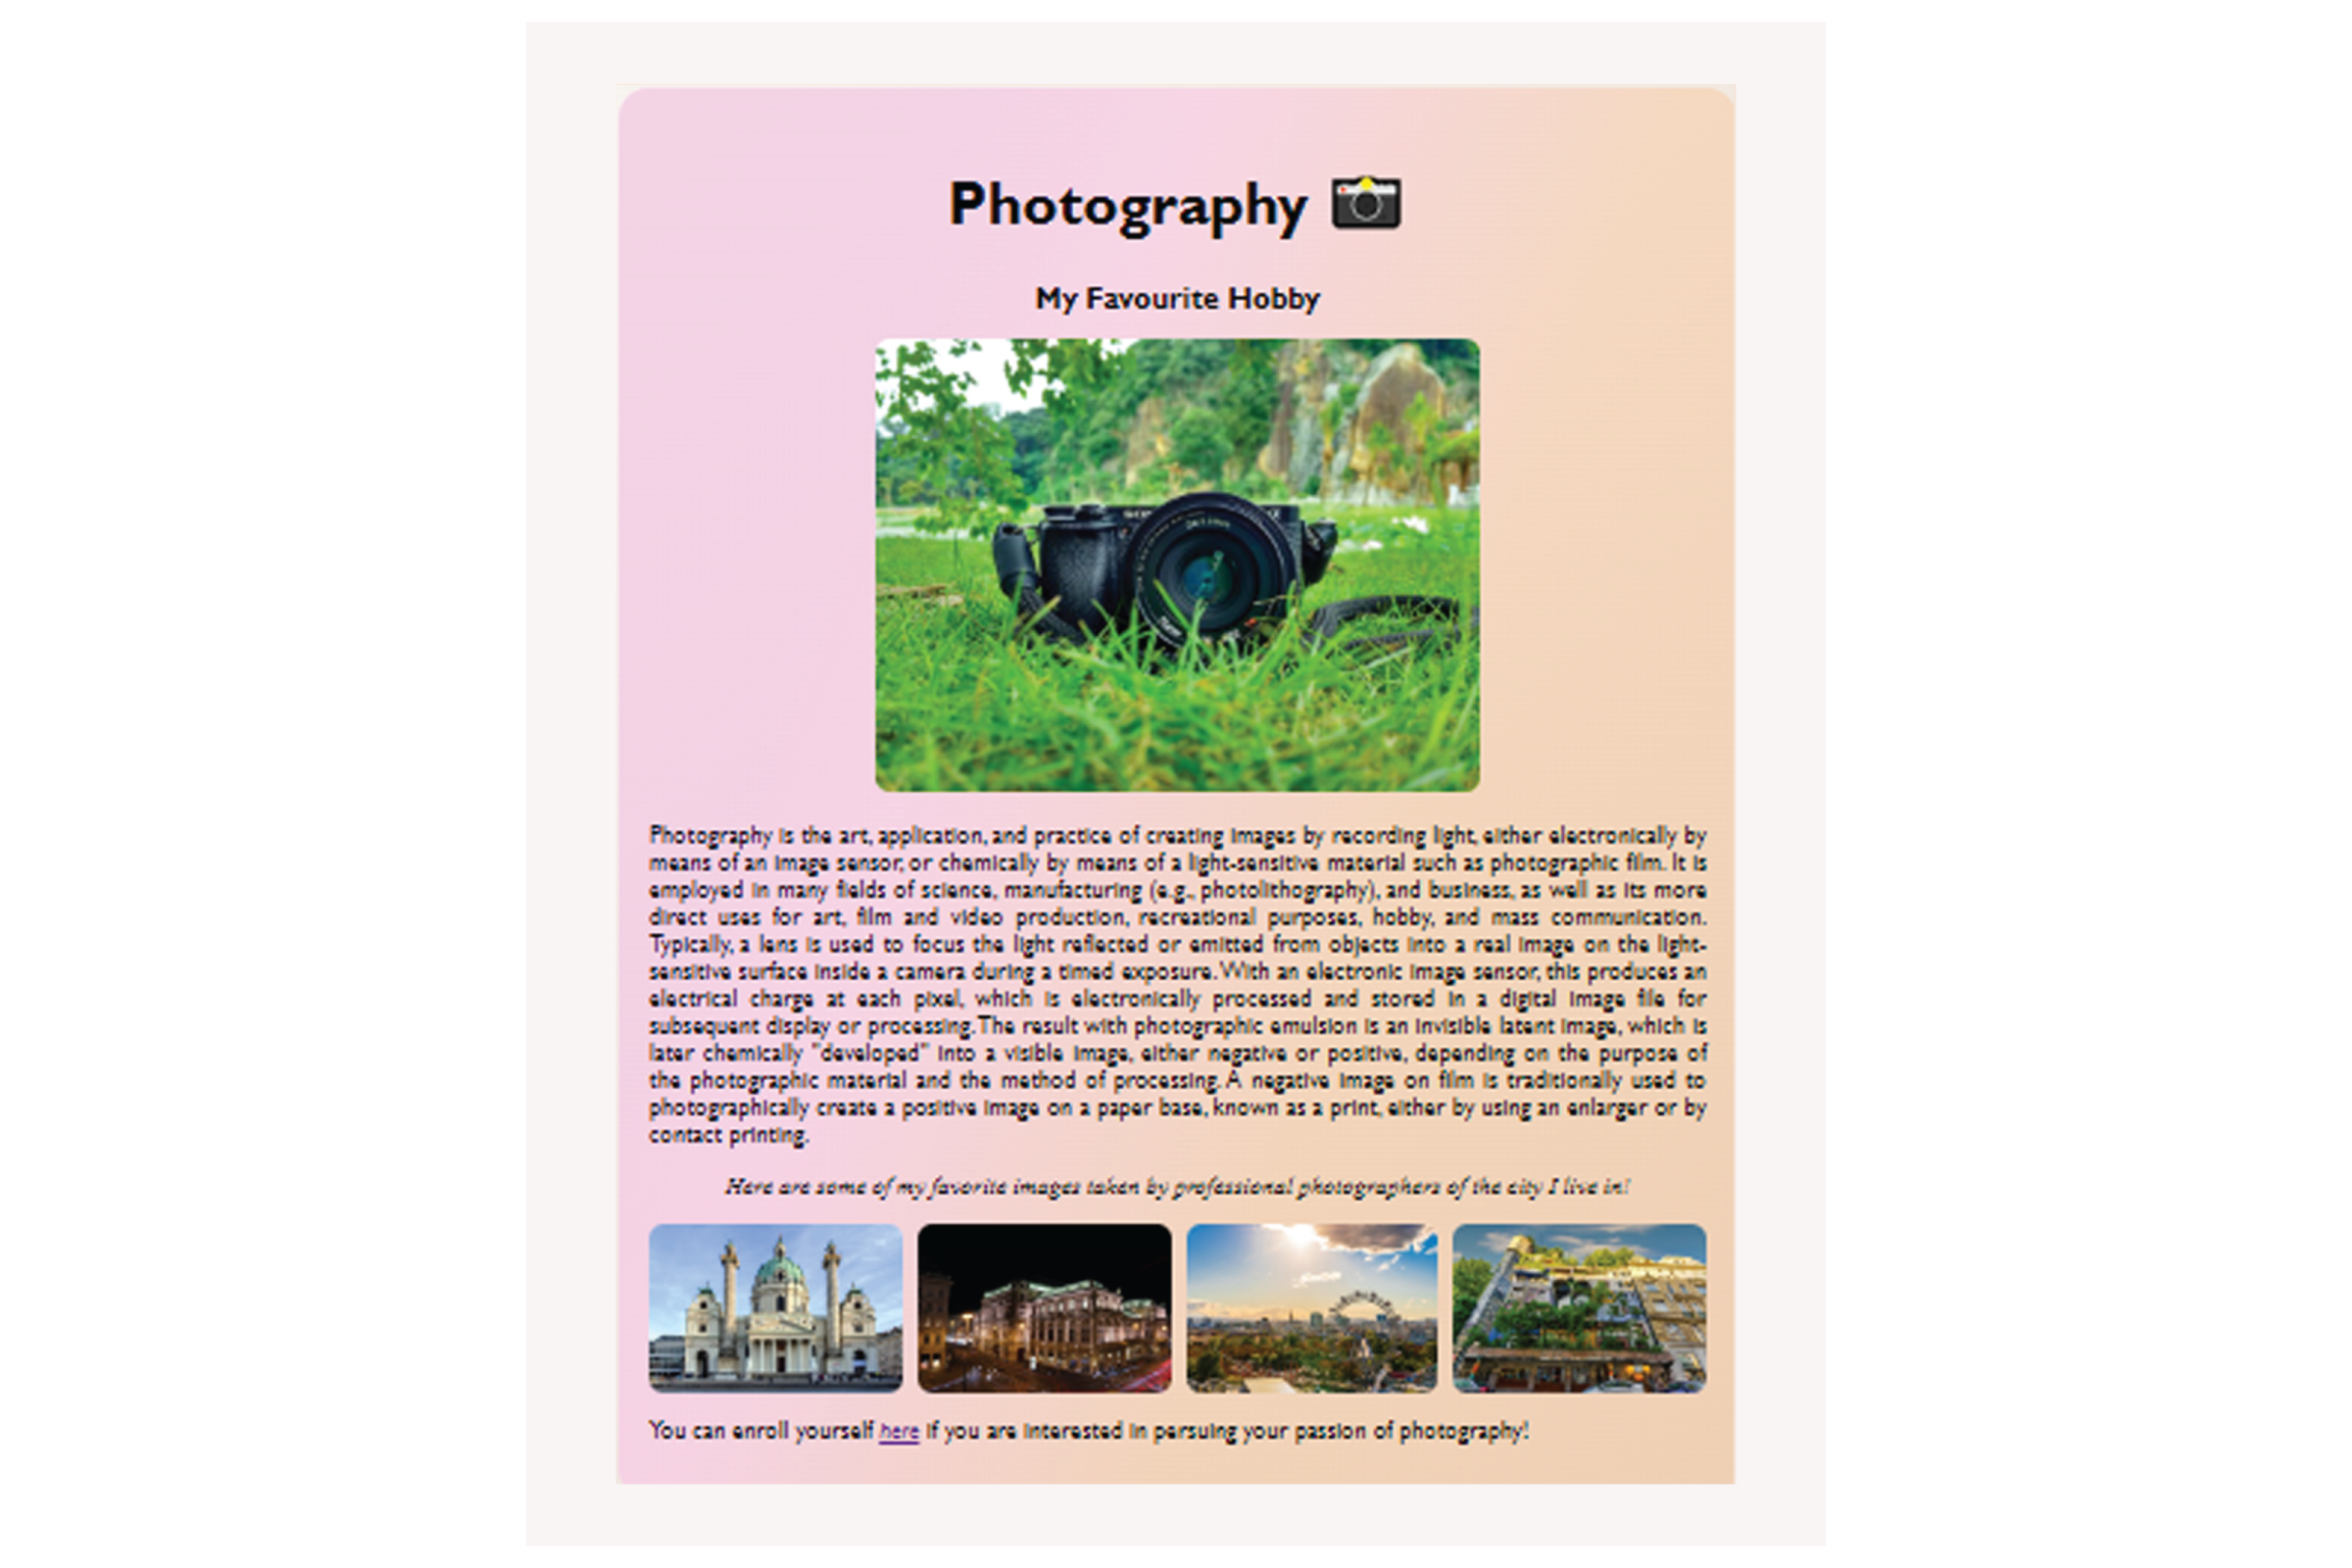 Photography
My Favourite Hobby
Photography is the art, application, and practice of creating images by recording light, either electronically by
means of an image sensor, or chemically by means of a light-sensitive material such as photographic film. It is
employed in many fields of science, manufacturing (e.g., photolithography), and business, as well as its more
direct uses for art, film and video production, recreational purposes, hobby, and mass communication.
Typically, a lens is used to focus the light reflected or emitted from objects into a real image on the light-
sensitive surface inside a camera during a timed exposure. With an electronic image sensor, this produces an
electrical charge at each pixel, which is electronically processed and stored in a digital image file for
subsequent display or processing. The result with photographic emulsion is an invisible latent image, which is
later chemically "developed" into a visible image, either negative or positive, depending on the purpose of
the photographic material and the method of processing. A negative image on film is traditionally used to
photographically create a positive image on a paper base, known as a print, either by using an enlarger or by
contact printing.
Here are some of my favorite images taken by professional photographers of the city I live in!
You can enroll yourself here if you are interested in persuing your passion of photography!